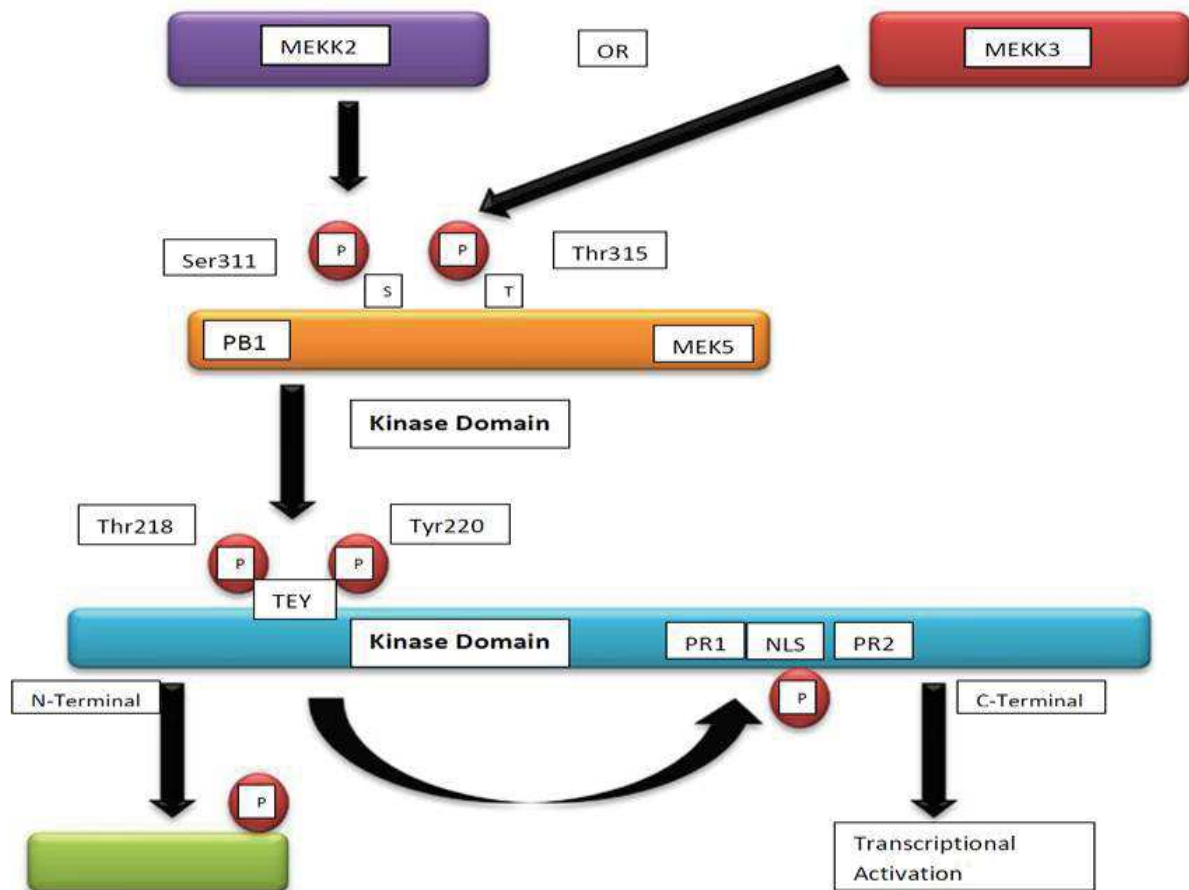 MEKK2
OR
MEKK3
Ser311
P
P
Thr315
S
T
PB1
MEK5
Kinase Domain
Thr218
Tyr220
P
P
TEY
Kinase Domain
PR1
NLS
PR2
N-Terminal
P
C-Terminal
P
Transcriptional
Activation